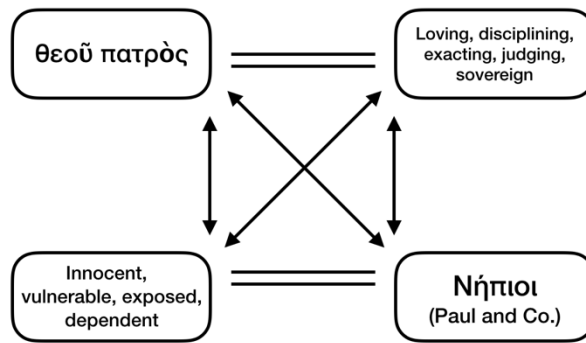 θεοῦ πατρὸς
Loving, disciplining,
exacting, judging,
sovereign
Innocent,
vulnerable, exposed,
dependent
Νήπιοι
(Paul and Co.)